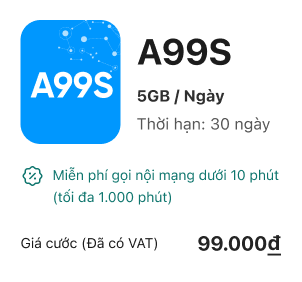 A99S
A99S
5GB / Ngày
Thời hạn: 30 ngày
Miễn phí gọi nội mạng dưới 10 phút
(tối đa 1.000 phút)
Giá cước (Đã có VAT) 99.000đ